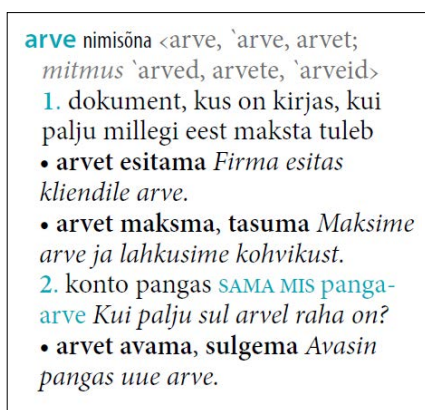 arve nimisõna <arve, `arve, arvet;
mitmus `arved, arvete, `arveid>
1. dokument, kus on kirjas, kui
palju millegi eest maksta tuleb
• arvet esitama Firma esitas
kliendile arve.
• arvet maksma, tasuma Maksime
arve ja lahkusime kohvikust.
2. konto pangas SAMA MIS panga-
arve Kui palju sul arvel raha on?
• arvet avama, sulgema Avasin
pangas uue arve.